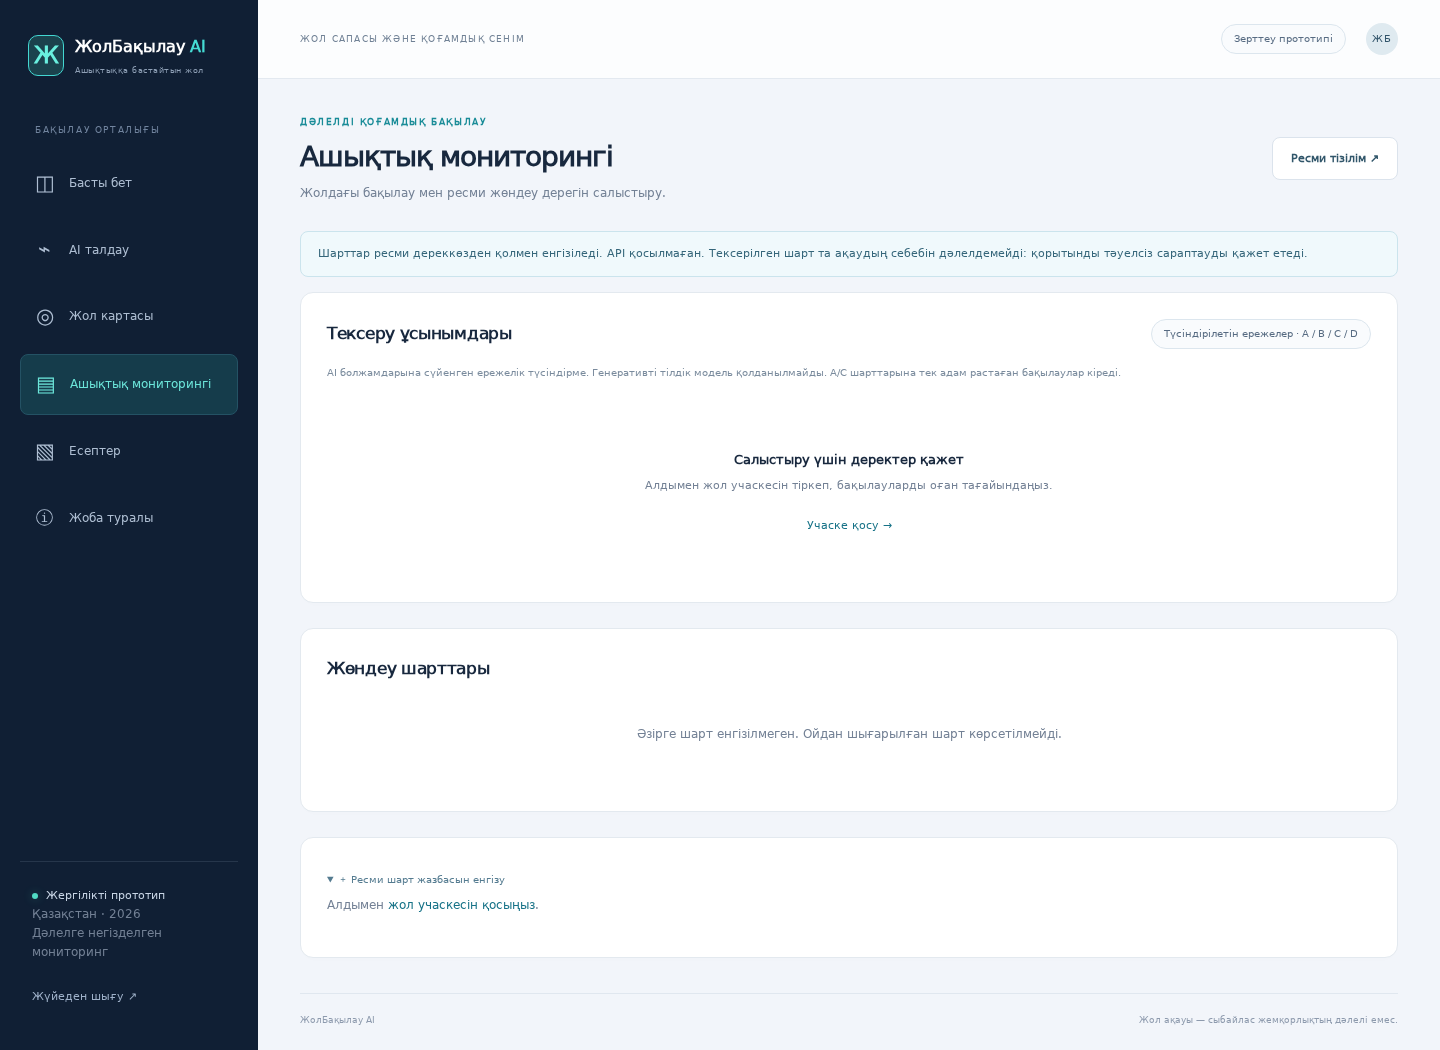 Ж
ЖолБақылау AI
Ашықтыққа бастайтын жол
БАҚЫЛАУ ОРТАЛЫҒЫ
Басты бет
AI талдау
Жол картасы
Ашықтық мониторингі
Есептер
Жоба туралы
Жергілікті прототип
Қазақстан · 2026
Дәлелге негізделген
мониторинг
Жүйеден шығу ↗
ЖОЛ САПАСЫ ЖӘНЕ ҚОҒАМДЫҚ СЕНІМ
Зерттеу прототипі
ЖБ
ДӘЛЕЛДІ ҚОҒАМДЫҚ БАҚЫЛАУ
Ашықтық мониторингі
Жолдағы бақылау мен ресми жөндеу дерегін салыстыру.
Ресми тізілім ↗
Шарттар ресми дереккөзден қолмен енгізіледі. API қосылмаған. Тексерілген шарт та ақаудың себебін дәлелдемейді: қорытынды тәуелсіз сараптауды қажет етеді.
Тексеру ұсынымдары
Түсіндірілетін ережелер · A / B / C / D
AI болжамдарына сүйенген ережелік түсіндірме. Генеративті тілдік модель қолданылмайды. A/C шарттарына тек адам растаған бақылаулар кіреді.
Салыстыру үшін деректер қажет
Алдымен жол учаскесін тіркеп, бақылауларды оған тағайындаңыз.
Учаске қосу →
Жөндеу шарттары
Әзірге шарт енгізілмеген. Ойдан шығарылған шарт көрсетілмейді.
▼ + Ресми шарт жазбасын енгізу
Алдымен жол учаскесін қосыңыз.
ЖолБақылау AI
Жол ақауы — сыбайлас жемқорлықтың дәлелі емес.